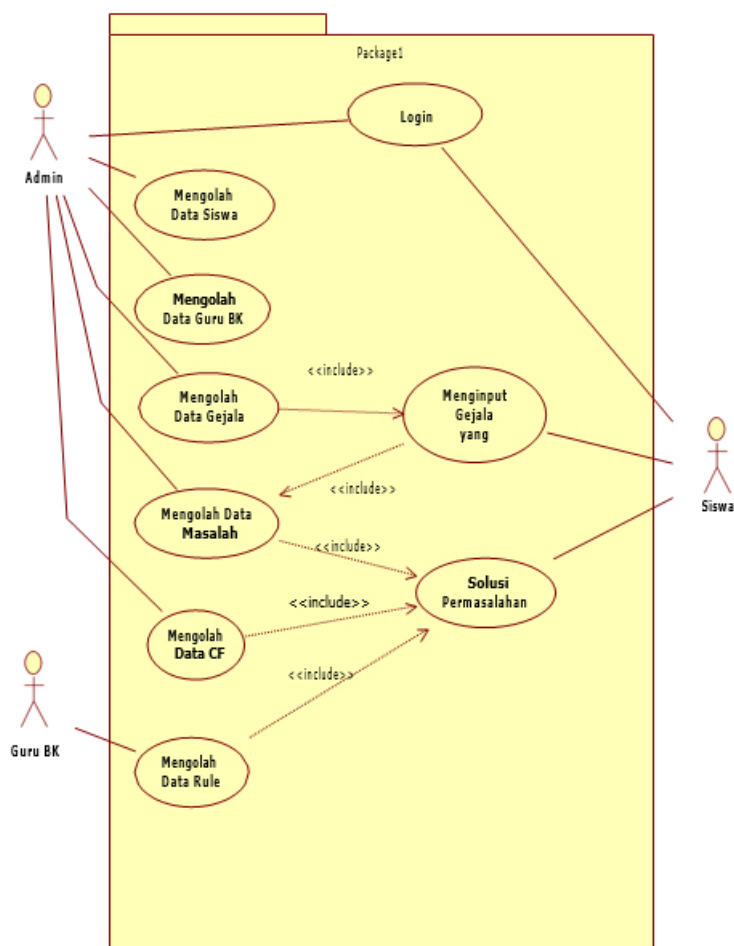 Package1
Login
Admin
Mengolah
Data Siswa
Mengolah
Data Guru BK
<<include>>
Mengolah
Data Gejala
Menginput
Gejala
yang
<<include>>
Siswa
Mengolah Data
Masalah
<<include>>
Solusi
Permasalahan
<<include>>
Mengolah
Data CF
<<include>>
Guru BK
Mengolah
Data Rule